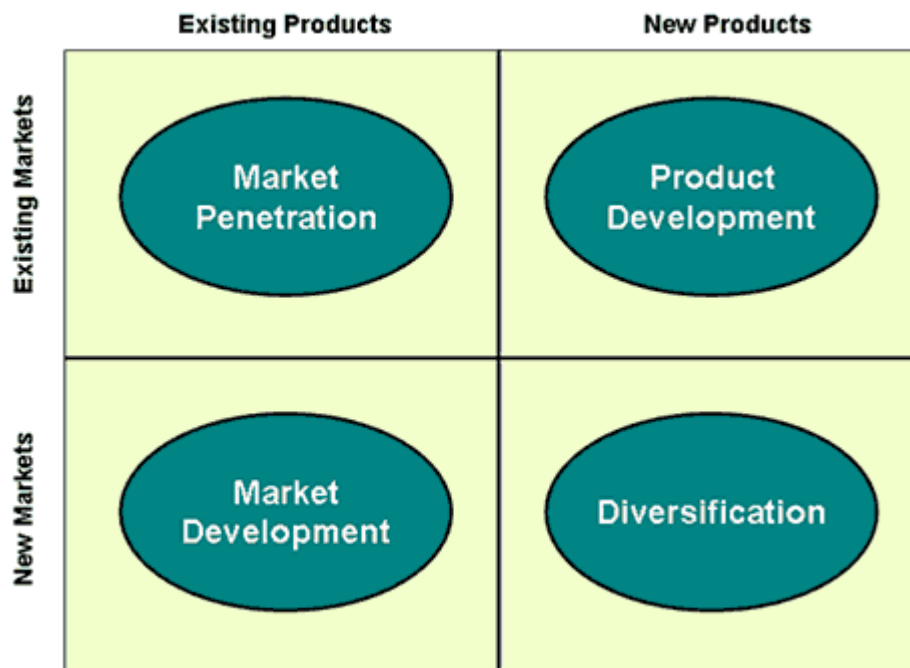 Existing Products
New Products
Existing Markets
Market
Penetration
Product
Development
New Markets
Market
Development
Diversification